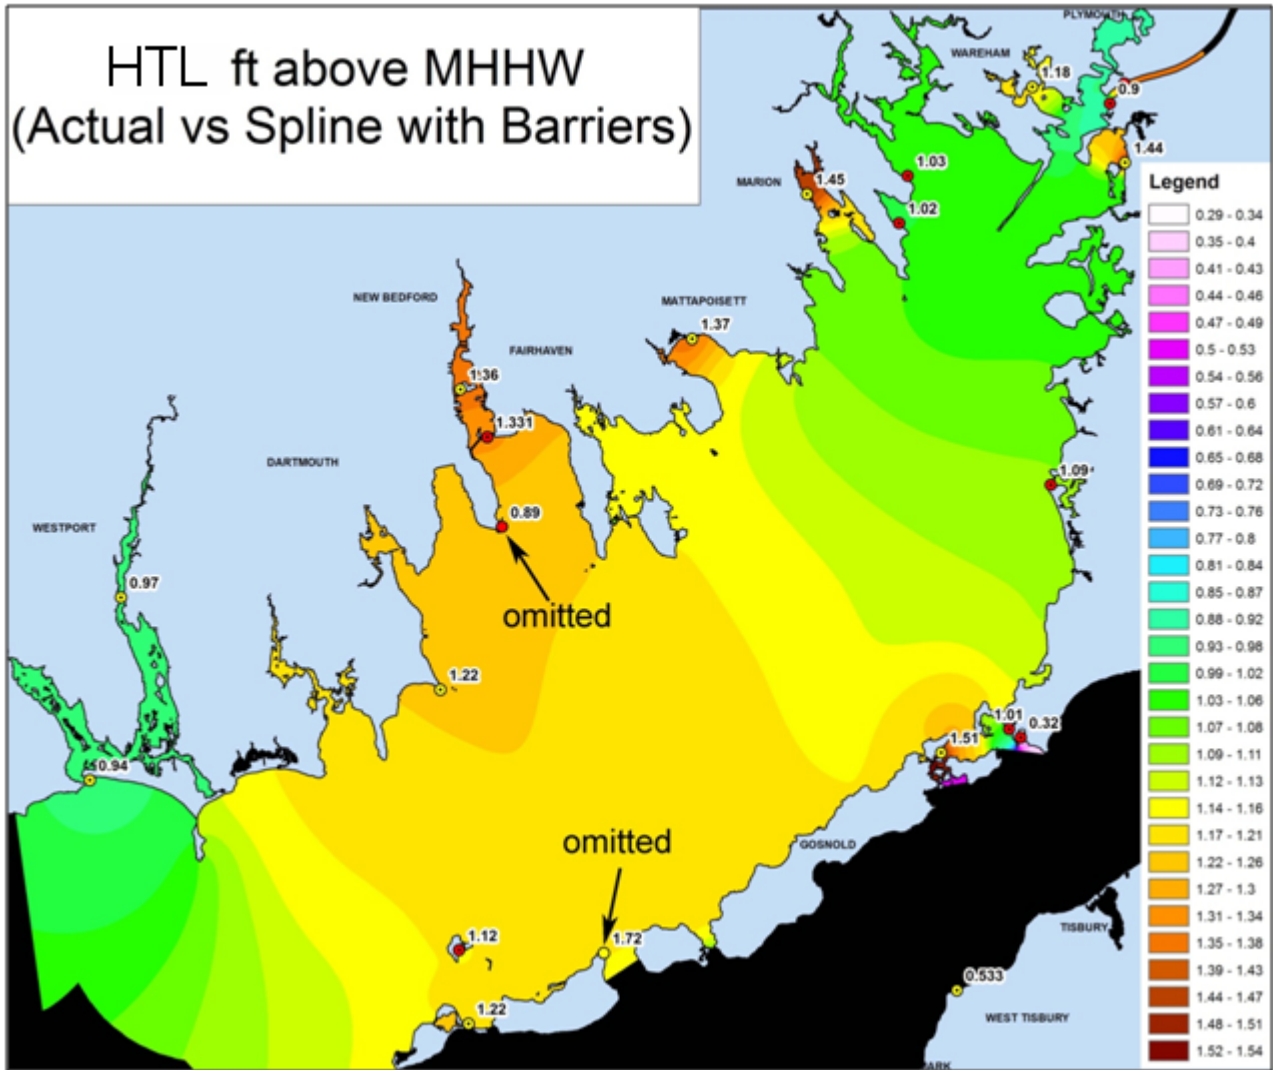 HTL ft above MHHW
(Actual vs Spline with Barriers)
PLYMOUTH
WAREHAM
1.18
0.9
1.44
1.03
MARION
1.45
1.02
NEW BEDFORD
MATTAPOISETT
1.37
FAIRHAVEN
1.36
1.331
DARTMOUTH
1.09
0.89
omitted
WESTPORT
0.97
1.22
1.01
0.32
1.51
0.94
omitted
GOSNOLD
1.12
1.72
TISBURY
0.533
1.22
WEST TISBURY
ARK
Legend
0.29 - 0.34
0.35 - 0.4
0.41 - 0.43
0.44 - 0.46
0.47 - 0.49
0.5 - 0.53
0.54 - 0.56
0.57 - 0.6
0.61 - 0.64
0.65 - 0.68
0.69 - 0.72
0.73 - 0.76
0.77 - 0.8
0.81 - 0.84
0.85 - 0.87
0.88 - 0.92
0.93 - 0.98
0.99 - 1.02
1.03 - 1.06
1.07 - 1.08
1.09 - 1.11
1.12 - 1.13
1.14 - 1.16
1.17 - 1.21
1.22 - 1.26
1.27 - 1.3
1.31 - 1.34
1.35 - 1.38
1.39 - 1.43
1.44 - 1.47
1.48 - 1.51
1.52 - 1.54